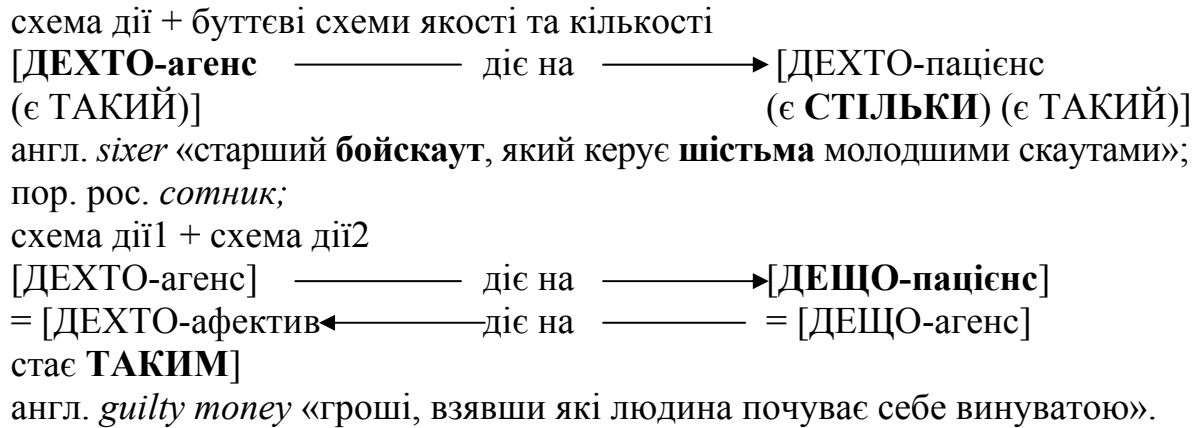 схема дії + буттєві схеми якості та кількості
[ДЕХТО-агенс ——— діє на ———→ [ДЕХТО-пацієнс
(є ТАКИЙ)] (є СТІЛЬКИ) (є ТАКИЙ)]
англ. sixer «старший бойскаут, який керує шістьма молодшими скаутами»;
пор. рос. сотник;
схема дії1 + схема дії2
[ДЕХТО-агенс] ——— діє на ———→[ДЕЩО-пацієнс]
= [ДЕХТО-афектив←———діє на ——— = [ДЕЩО-агенс]
стає ТАКИМ]
англ. guilty money «гроші, взявши які людина почуває себе винуватою».